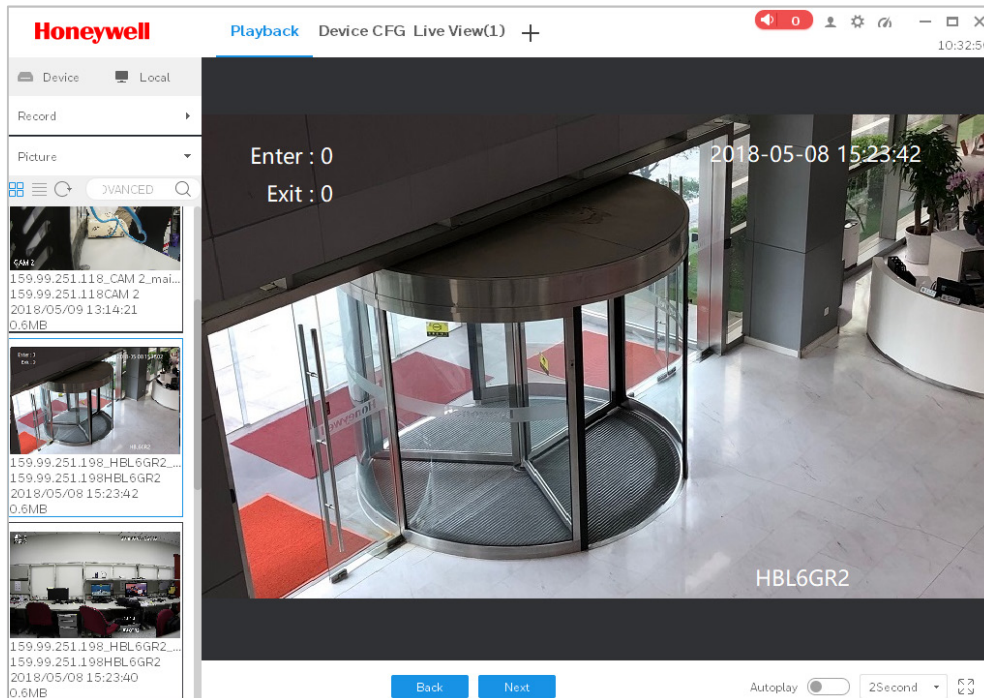 Honeywell
Playback Device CFG Live View(1) +
0
10:32:5
Device Local
Record
Picture
DVANCED
CAM 2
159.99.251.118_CAM 2_mai...
159.99.251.118CAM 2
2018/05/09 13:14:21
0.6MB
HBL6GR2
159.99.251.198_HBL6GR2_...
159.99.251.198HBL6GR2
2018/05/08 15:23:42
0.6MB
159.99.251.198_HBL6GR2_...
159.99.251.198HBL6GR2
2018/05/08 15:23:40
0.6MB
Enter : 0
Exit : 0
2018-05-08 15:23:42
Honeywell
HBL6GR2
Back Next
Autoplay 2Second